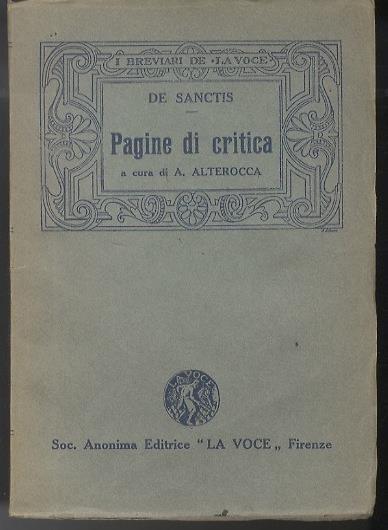 I BREVIARI DE «LA VOCE»
DE SANCTIS
Pagine di critica
a cura di A. ALTEROCCA
LA VOCE
Soc. Anonima Editrice "LA VOCE„ Firenze